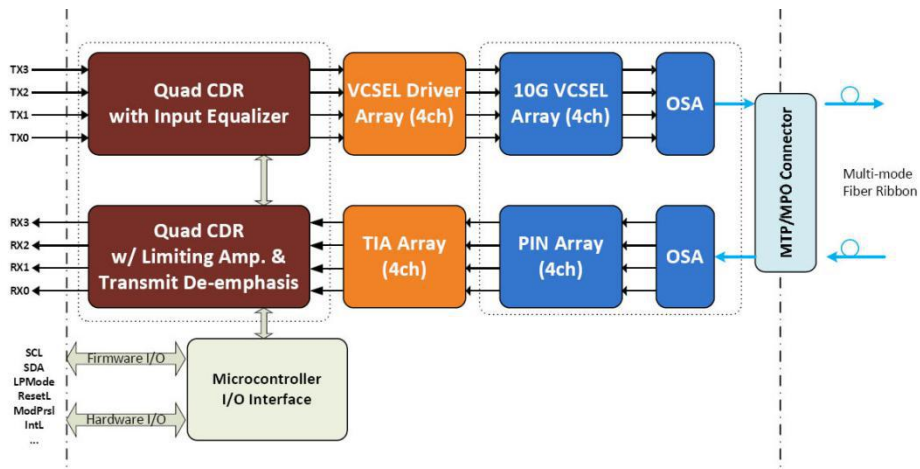 TX3
TX2
TX1
TX0
Quad CDR
with Input Equalizer
VCSEL Driver
Array (4ch)
10G VCSEL
Array (4ch)
OSA
MTP/MPO Connector
Multi-mode
Fiber Ribbon
RX3
RX2
RX1
RX0
Quad CDR
w/ Limiting Amp. &
Transmit De-emphasis
TIA Array
(4ch)
PIN Array
(4ch)
OSA
SCL
SDA
LPMode
ResetL
ModPrsl
IntL
...
Firmware I/O
Hardware I/O
Microcontroller
I/O Interface